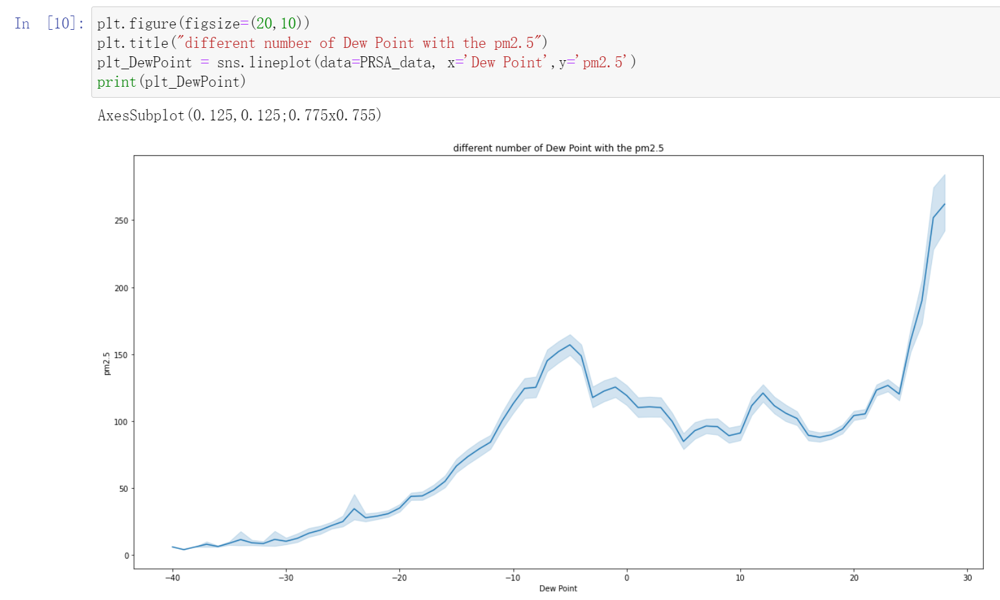 In [10]: plt.figure(figsize=(20,10))
plt.title("different number of Dew Point with the pm2.5")
plt_DewPoint = sns.lineplot(data=PRSA_data, x='Dew Point',y='pm2.5')
print(plt_DewPoint)
AxesSubplot(0.125,0.125;0.775x0.755)
different number of Dew Point with the pm2.5
250
200
150
pm2.5
100
50
0
−40 −30 −20 −10 0 10 20 30
Dew Point